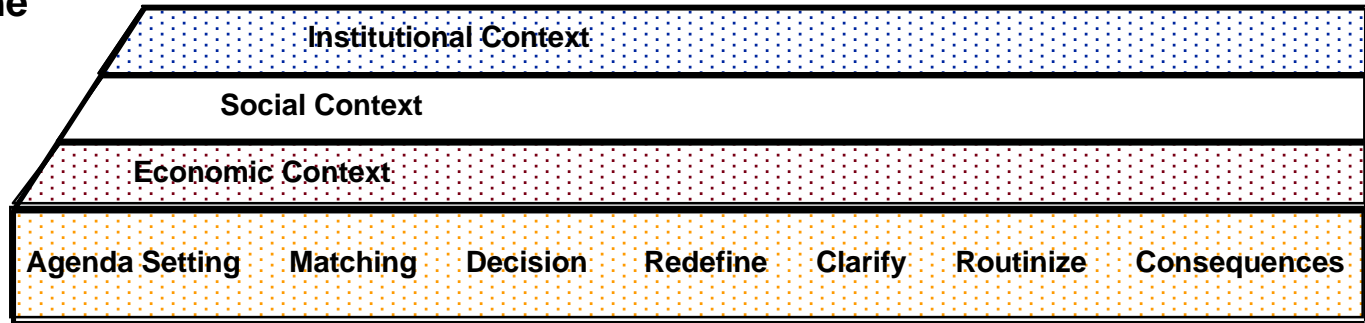 Institutional Context
Social Context
Economic Context
Agenda Setting Matching Decision Redefine Clarify Routinize Consequences